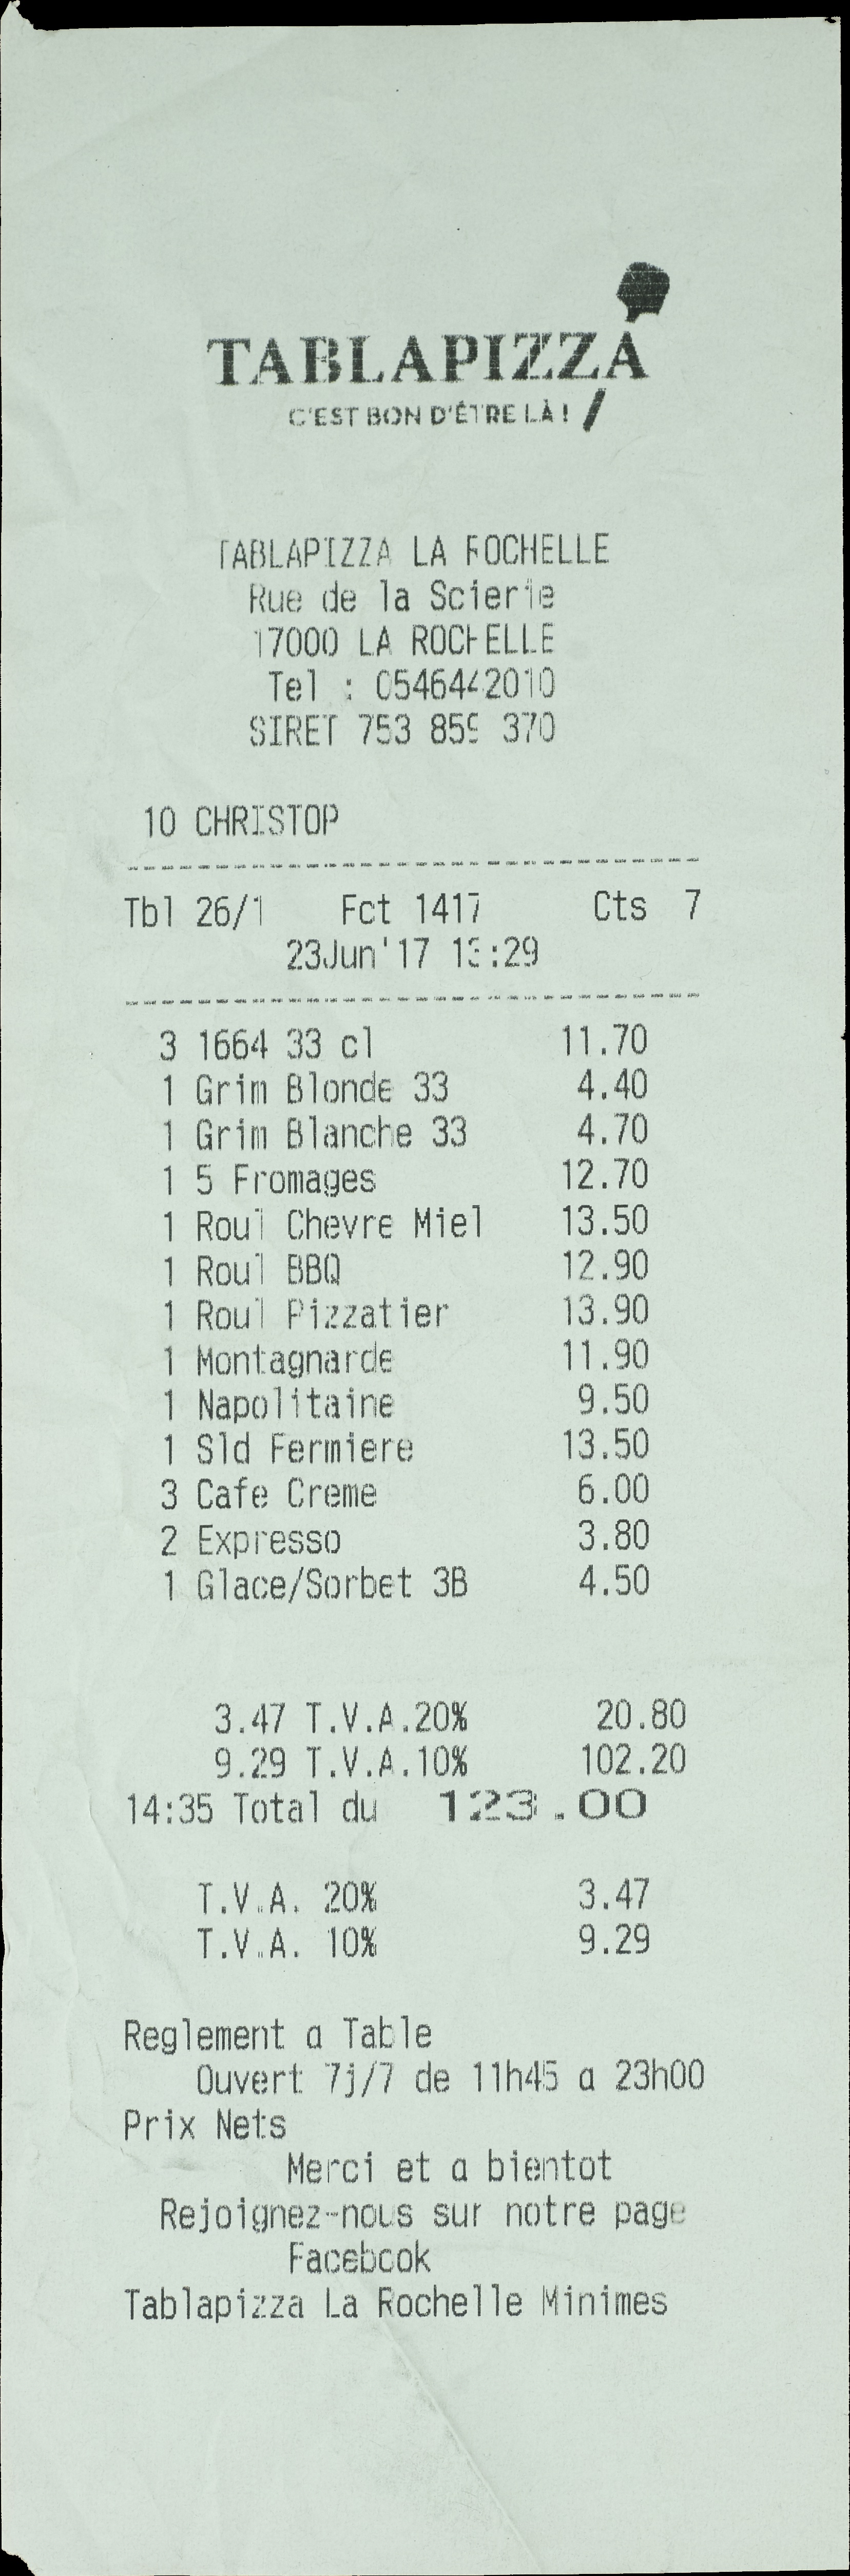 TABLAPIZZA
C'EST BON D'ÊTRE LÀ !
TABLAPIZZA LA ROCHELLE
Rue de la Scierie
17000 LA ROCHELLE
Tel : 0546442010
SIRET 753 859 370
10 CHRISTOP
Tbl 26/1 Fct 1417 Cts 7
23Jun'17 13:29
3 1664 33 cl 11.70
1 Grim Blonde 33 4.40
1 Grim Blanche 33 4.70
1 5 Fromages 12.70
1 Roul Chevre Miel 13.50
1 Roul BBQ 12.90
1 Roul Pizzatier 13.90
1 Montagnarde 11.90
1 Napolitaine 9.50
1 Sld Fermiere 13.50
3 Cafe Creme 6.00
2 Expresso 3.80
1 Glace/Sorbet 3B 4.50
3.47 T.V.A.20% 20.80
9.29 T.V.A.10% 102.20
14:35 Total du 123.00
T.V.A. 20% 3.47
T.V.A. 10% 9.29
Reglement a Table
Ouvert 7j/7 de 11h45 a 23h00
Prix Nets
Merci et a bientot
Rejoignez-nous sur notre page
Facebook
Tablapizza La Rochelle Minimes